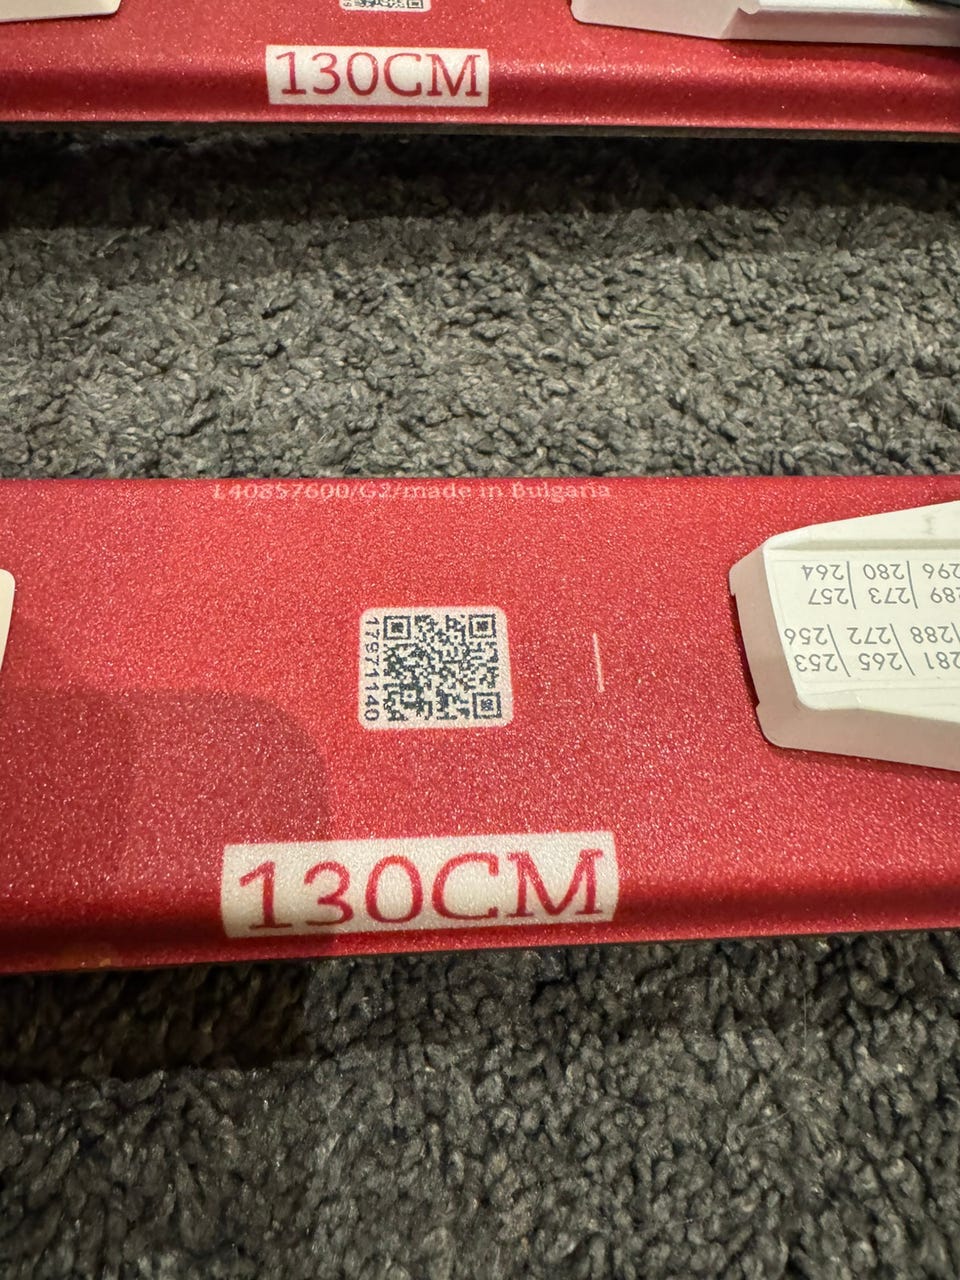 130CM
L40857600/G2/made in Bulgaria
17971140
264 | 280 | 296
257 | 273 | 289
256 | 272 | 288
253 | 265 | 281
130CM